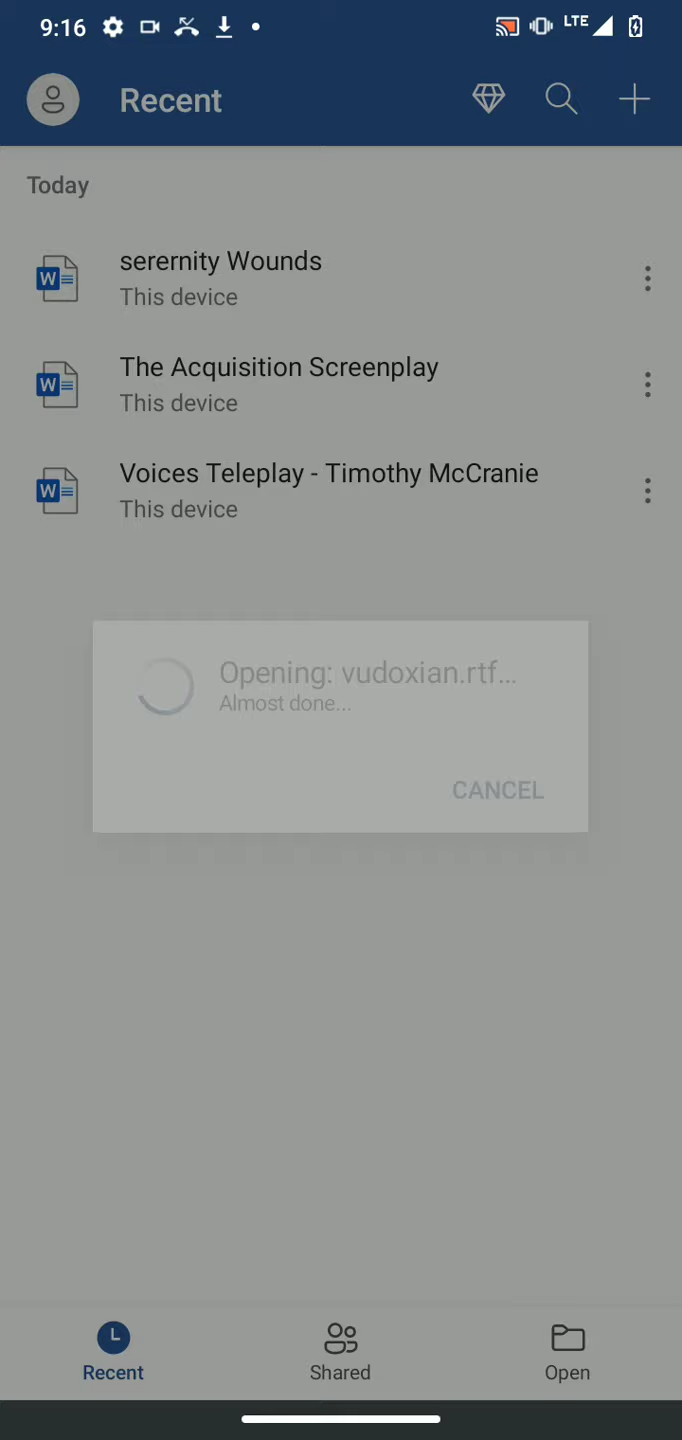 9:16
LTE
Recent
Today
serernity Wounds
This device
The Acquisition Screenplay
This device
Voices Teleplay - Timothy McCranie
This device
Opening: vudoxian.rtf...
Almost done...
CANCEL
Recent
Shared
Open